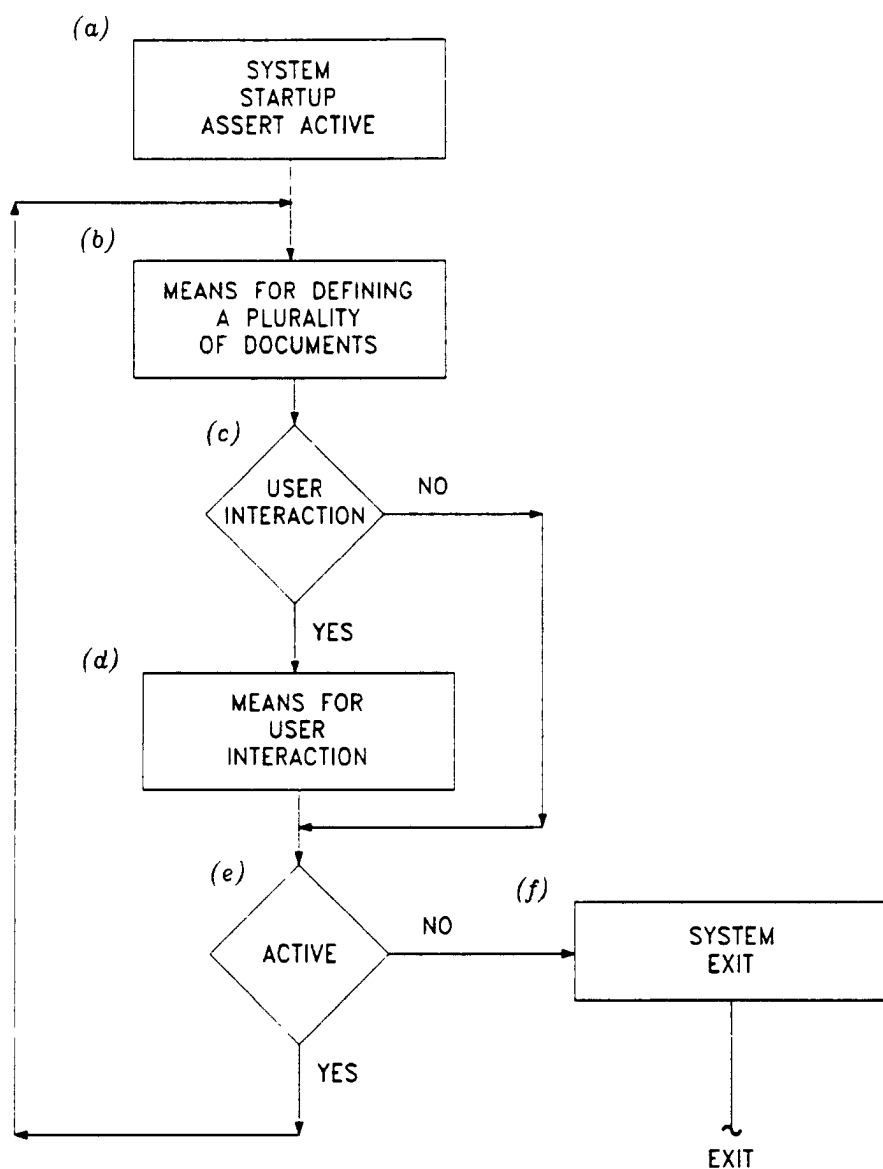 (a)
SYSTEM
STARTUP
ASSERT ACTIVE
(b)
MEANS FOR DEFINING
A PLURALITY
OF DOCUMENTS
(c)
USER
INTERACTION
NO
YES
(d)
MEANS FOR
USER
INTERACTION
(e)
ACTIVE
NO
YES
(f)
SYSTEM
EXIT
EXIT